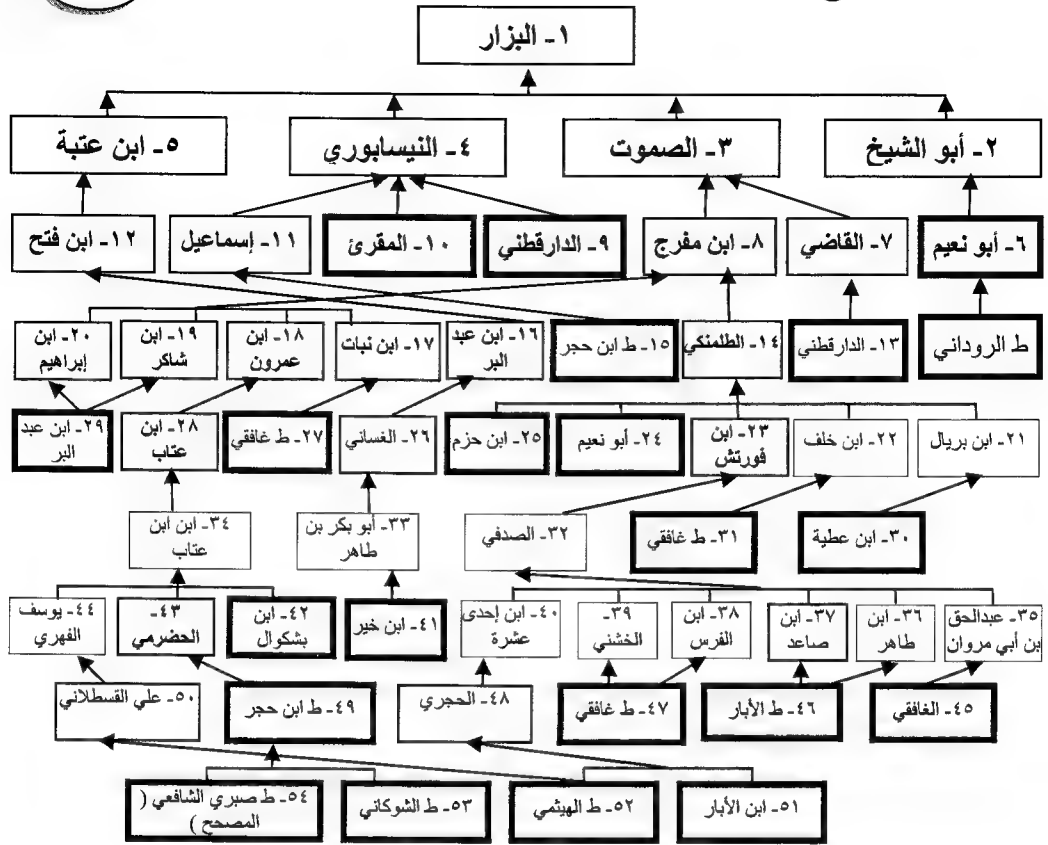 ١- البزار
٢- أبو الشيخ
٣- الصموت
٤- النيسابوري
٥- ابن عتبة
٦- أبو نعيم
٧- القاضي
٨- ابن مفرج
٩- الدارقطني
١٠- المقرئ
١١- إسماعيل
١٢- ابن فتح
ط الروداني
١٣- الدارقطني
١٤- الطلمنكي
١٥- ط ابن حجر
١٦- ابن عبد
البر
١٧- ابن نبات
١٨- ابن
عمرون
١٩- ابن
شاكر
٢٠- ابن
إبراهيم
٢١- ابن بريال
٢٢- ابن خلف
٢٣- ابن
فورتش
٢٤- أبو نعيم
٢٥- ابن حزم
٢٦- الغساني
٢٧- ط غافقي
٢٨- ابن
عتاب
٢٩- ابن عبد
البر
٣٠- ابن عطية
٣١- ط غافقي
٣٢- الصدفي
٣٣- أبو بكر بن
طاهر
٣٤- ابن ابن
عتاب
٣٥- عبدالحق
بن أبي مروان
٣٦- ابن
طاهر
٣٧- ابن
صاعد
٣٨- ابن
الفرس
٣٩-
الخشني
٤٠- ابن إحدى
عشرة
٤١- ابن خير
٤٢- ابن
بشكوال
٤٣-
الحضرمي
٤٤- يوسف
الفهري
٤٥- الغافقي
٤٦- ط الأبار
٤٧- ط غافقي
٤٨- الحجري
٤٩- ط ابن حجر
٥٠- علي القسطلاني
٥١- ابن الأبار
٥٢- ط الهيثمي
٥٣- ط الشوكاني
٥٤- ط صبري الشافعي (
المصحح )